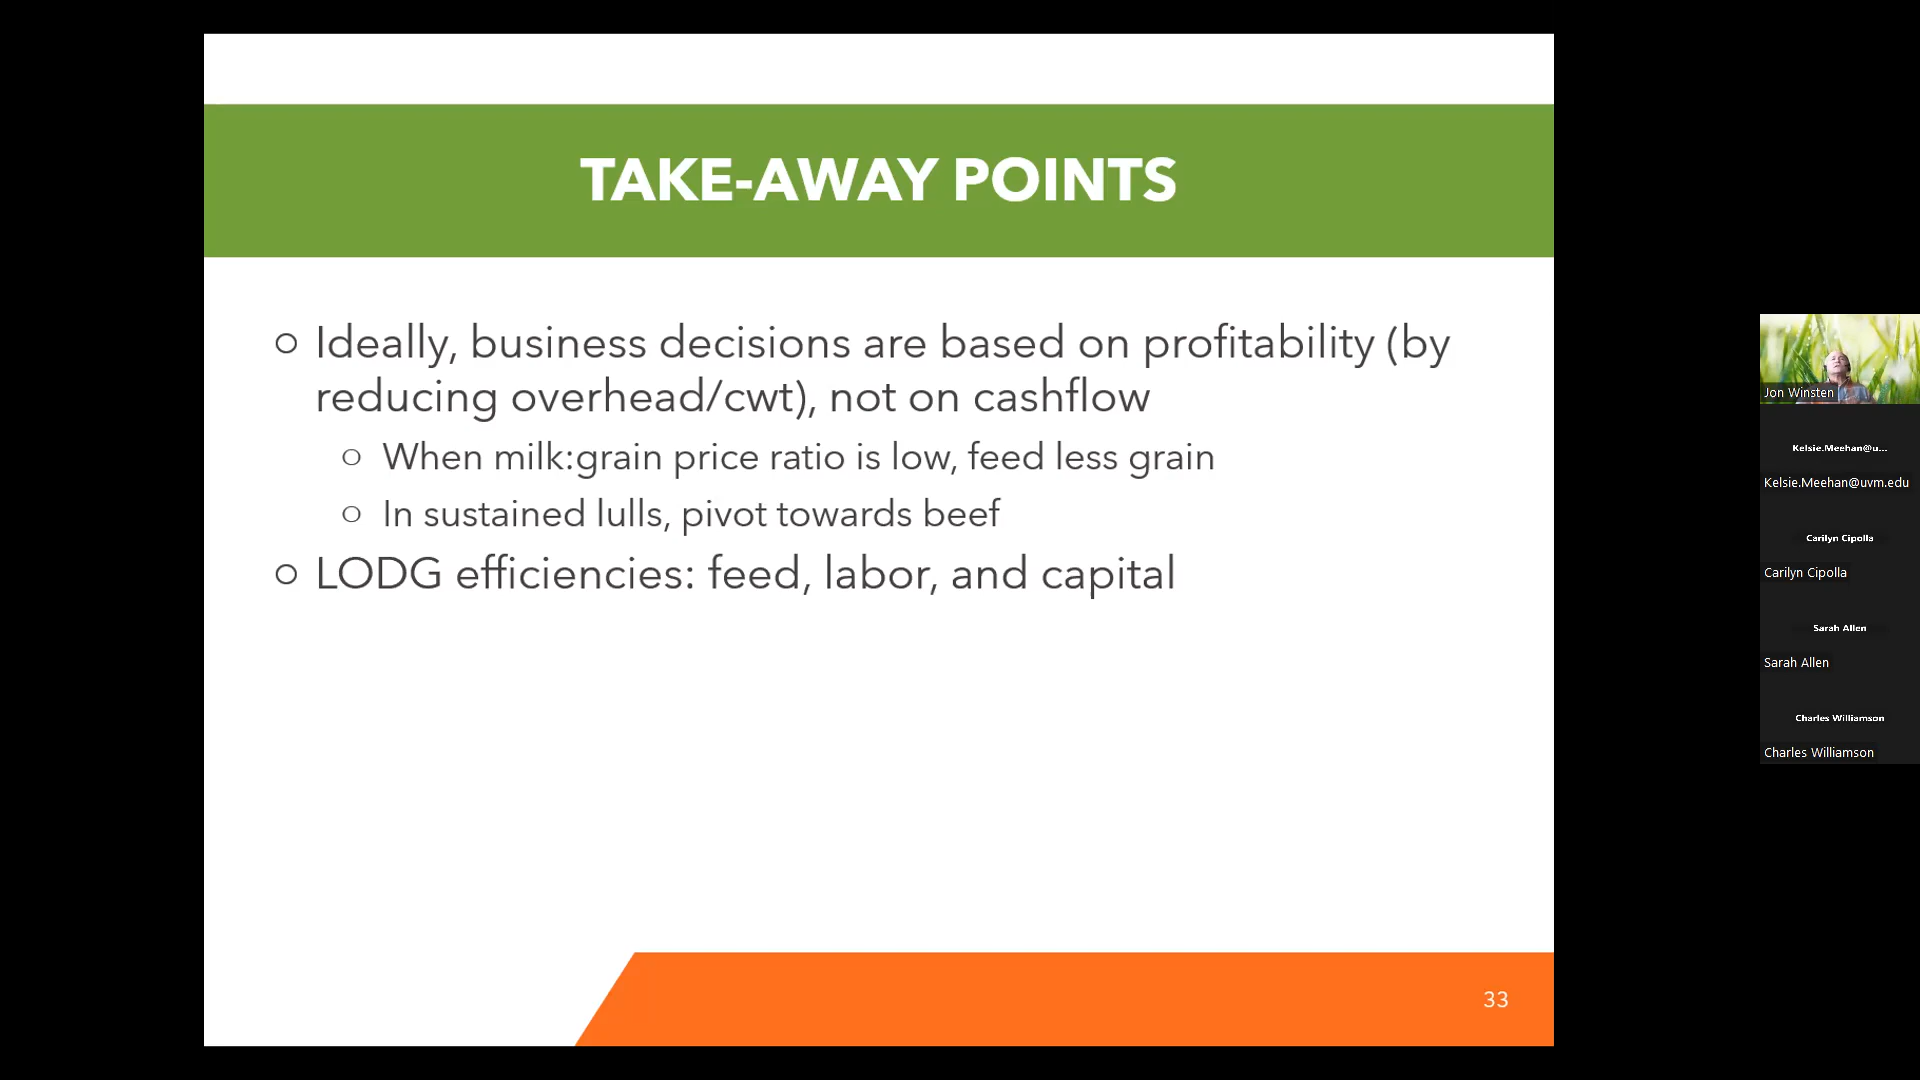 TAKE-AWAY POINTS
○ Ideally, business decisions are based on profitability (by
reducing overhead/cwt), not on cashflow
○ When milk:grain price ratio is low, feed less grain
○ In sustained lulls, pivot towards beef
○ LODG efficiencies: feed, labor, and capital
33
Jon Winsten
Kelsie.Meehan@u...
Kelsie.Meehan@uvm.edu
Carilyn Cipolla
Carilyn Cipolla
Sarah Allen
Sarah Allen
Charles Williamson
Charles Williamson